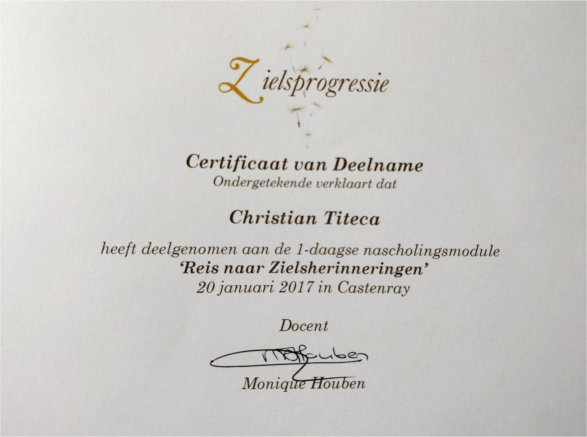 Zielsprogressie
Certificaat van Deelname
Ondergetekende verklaart dat
Christian Titeca
heeft deelgenomen aan de 1-daagse nascholingsmodule
‘Reis naar Zielsherinneringen’
20 januari 2017 in Castenray
Docent
MBHouben
Monique Houben